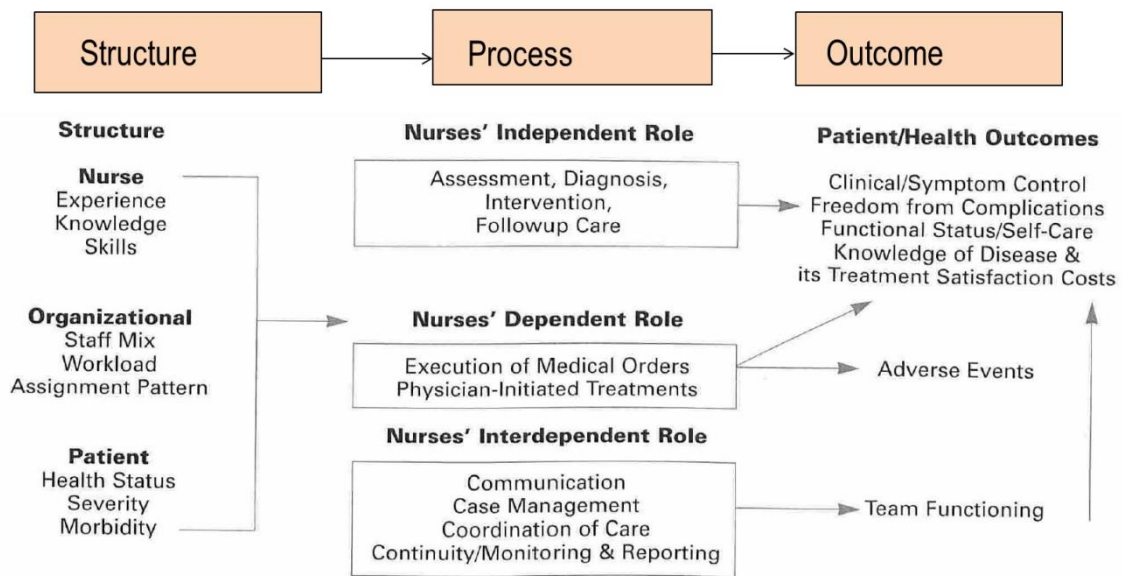 Structure
Process
Outcome
Structure
Nurse
Experience
Knowledge
Skills
Organizational
Staff Mix
Workload
Assignment Pattern
Patient
Health Status
Severity
Morbidity
Nurses' Independent Role
Assessment, Diagnosis,
Intervention,
Followup Care
Nurses' Dependent Role
Execution of Medical Orders
Physician-Initiated Treatments
Nurses' Interdependent Role
Communication
Case Management
Coordination of Care
Continuity/Monitoring & Reporting
Patient/Health Outcomes
Clinical/Symptom Control
Freedom from Complications
Functional Status/Self-Care
Knowledge of Disease &
its Treatment Satisfaction Costs
Adverse Events
Team Functioning